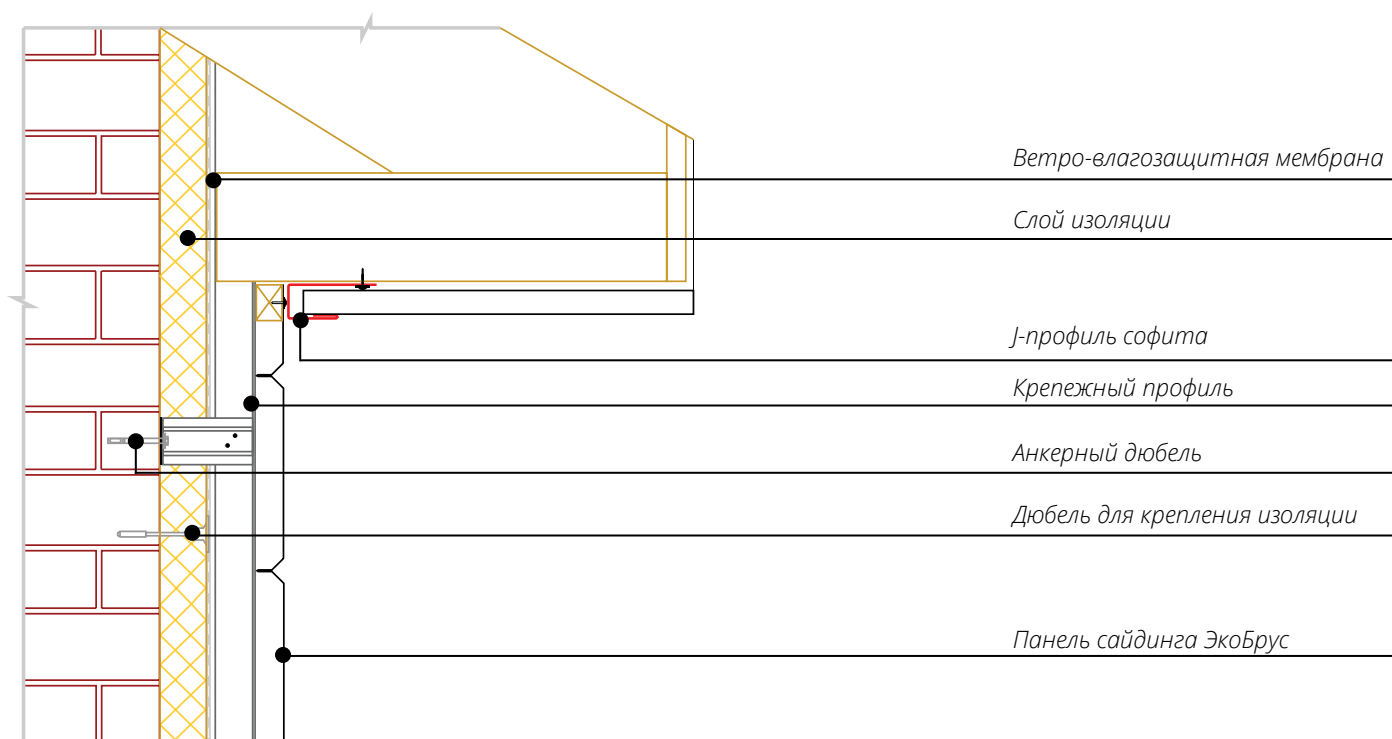 Ветро-влагозащитная мембрана
Слой изоляции
J-профиль софита
Крепежный профиль
Анкерный дюбель
Дюбель для крепления изоляции
Панель сайдинга ЭкоБрус